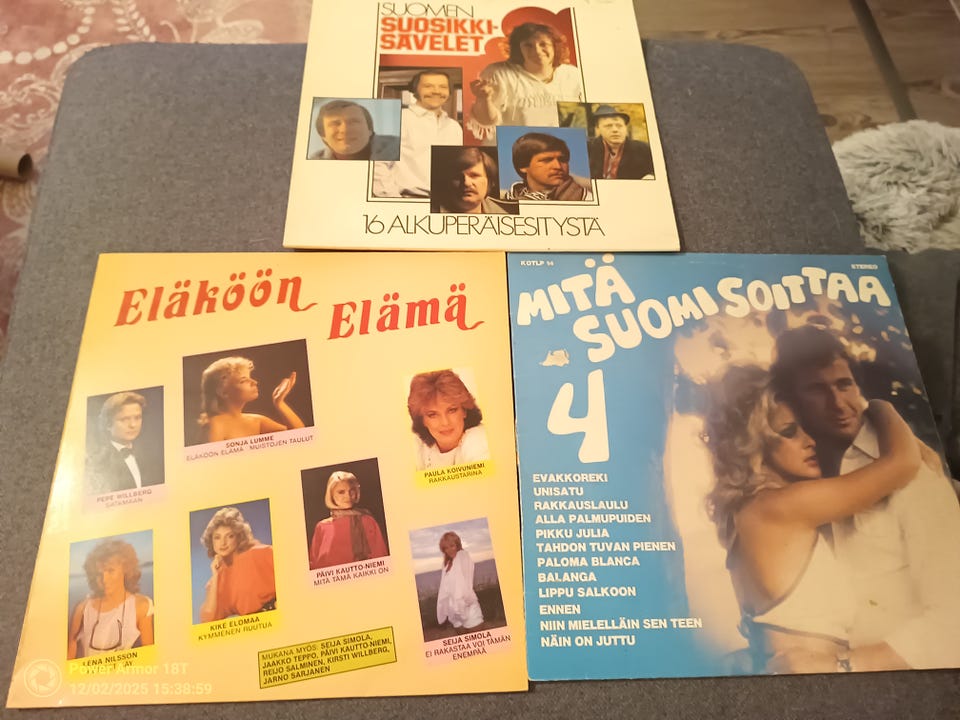 SUOMEN
SUOSIKKI-
SÄVELET
16 ALKUPERÄISESITYSTÄ
Eläköön
Elämä
SONJA LUMME
ELÄKÖÖN ELÄMÄ · MUISTOJEN TAULUT
PEPE WILLBERG
SATAMAAN
PAULA KOIVUNIEMI
RAKKAUSTARINA
PÄIVI KAUTTO-NIEMI
MITÄ TÄMÄ KAIKKI ON
KIKE ELOMAA
KYMMENEN RUUTUA
LENA NILSSON
SEIJA SIMOLA
EI RAKASTAA VOI TÄMÄN
ENEMPÄÄ
MUKANA MYÖS: SEIJA SIMOLA,
JAAKKO TEPPO, PÄIVI KAUTTO-NIEMI,
REIJO SALMINEN, KIRSTI WILLBERG,
JARNO SARJANEN
KOTLP 14
STEREO
MITÄ
SUOMI SOITTAA
4
EVAKKOREKI
UNISATU
RAKKAUSLAULU
ALLA PALMUPUIDEN
PIKKU JULIA
TAHDON TUVAN PIENEN
PALOMA BLANCA
BALANGA
LIPPU SALKOON
ENNEN
NIIN MIELELLÄIN SEN TEEN
NÄIN ON JUTTU
Power Armor 18T
12/02/2025 15:38:59